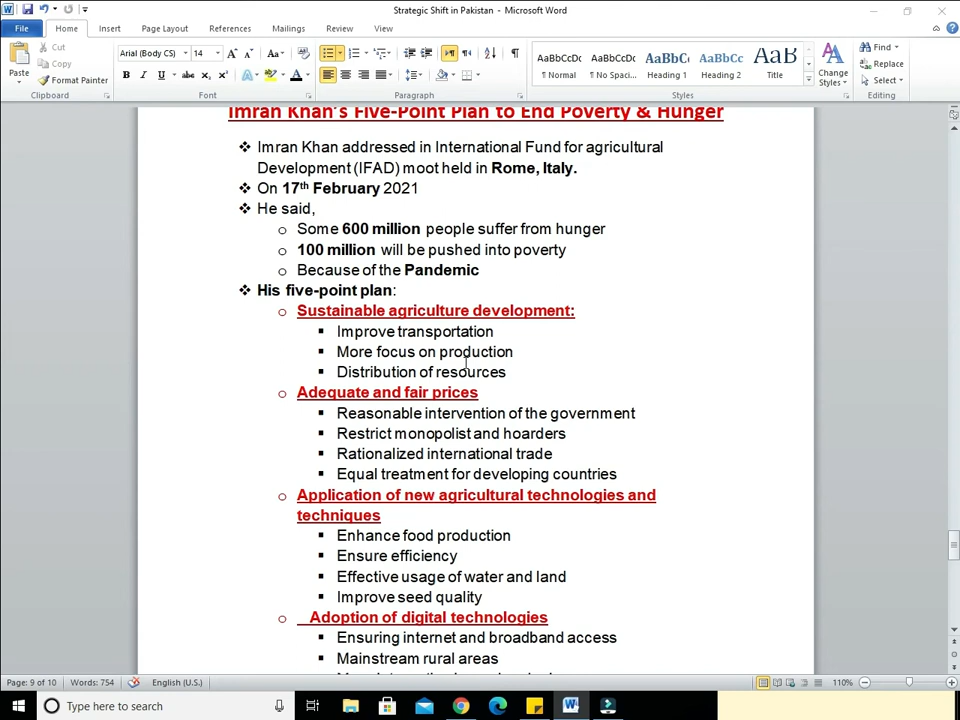 Strategic Shift in Pakistan - Microsoft Word
File Home Insert Page Layout References Mailings Review View
Paste
Cut
Copy
Format Painter
Clipboard
Arial (Body CS) 14
Font
Paragraph
AaBbCcDc AaBbCcDc AaBbC AaBbCc AaB
¶ Normal ¶ No Spaci... Heading 1 Heading 2 Title
Styles
Change Styles
Find
Replace
Select
Editing
Imran Khan's Five-Point Plan to End Poverty & Hunger
❖ Imran Khan addressed in International Fund for agricultural
Development (IFAD) moot held in Rome, Italy.
❖ On 17th February 2021
❖ He said,
o Some 600 million people suffer from hunger
o 100 million will be pushed into poverty
o Because of the Pandemic
❖ His five-point plan:
o Sustainable agriculture development:
▪ Improve transportation
▪ More focus on production
▪ Distribution of resources
o Adequate and fair prices
▪ Reasonable intervention of the government
▪ Restrict monopolist and hoarders
▪ Rationalized international trade
▪ Equal treatment for developing countries
o Application of new agricultural technologies and
techniques
▪ Enhance food production
▪ Ensure efficiency
▪ Effective usage of water and land
▪ Improve seed quality
o Adoption of digital technologies
▪ Ensuring internet and broadband access
▪ Mainstream rural areas
Page: 9 of 10 Words: 754 English (U.S.) 110%
Type here to search